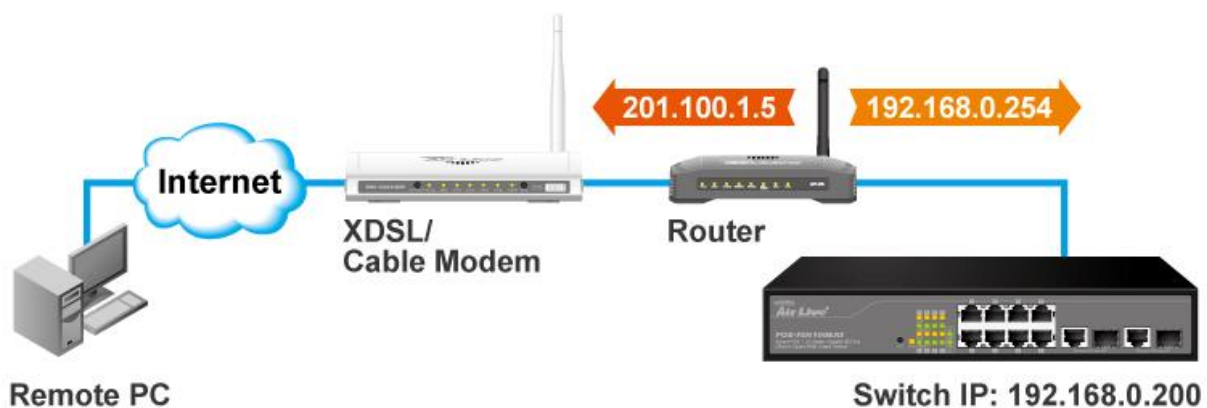 201.100.1.5
192.168.0.254
Internet
XDSL/
Cable Modem
Router
Air Live
Remote PC
Switch IP: 192.168.0.200